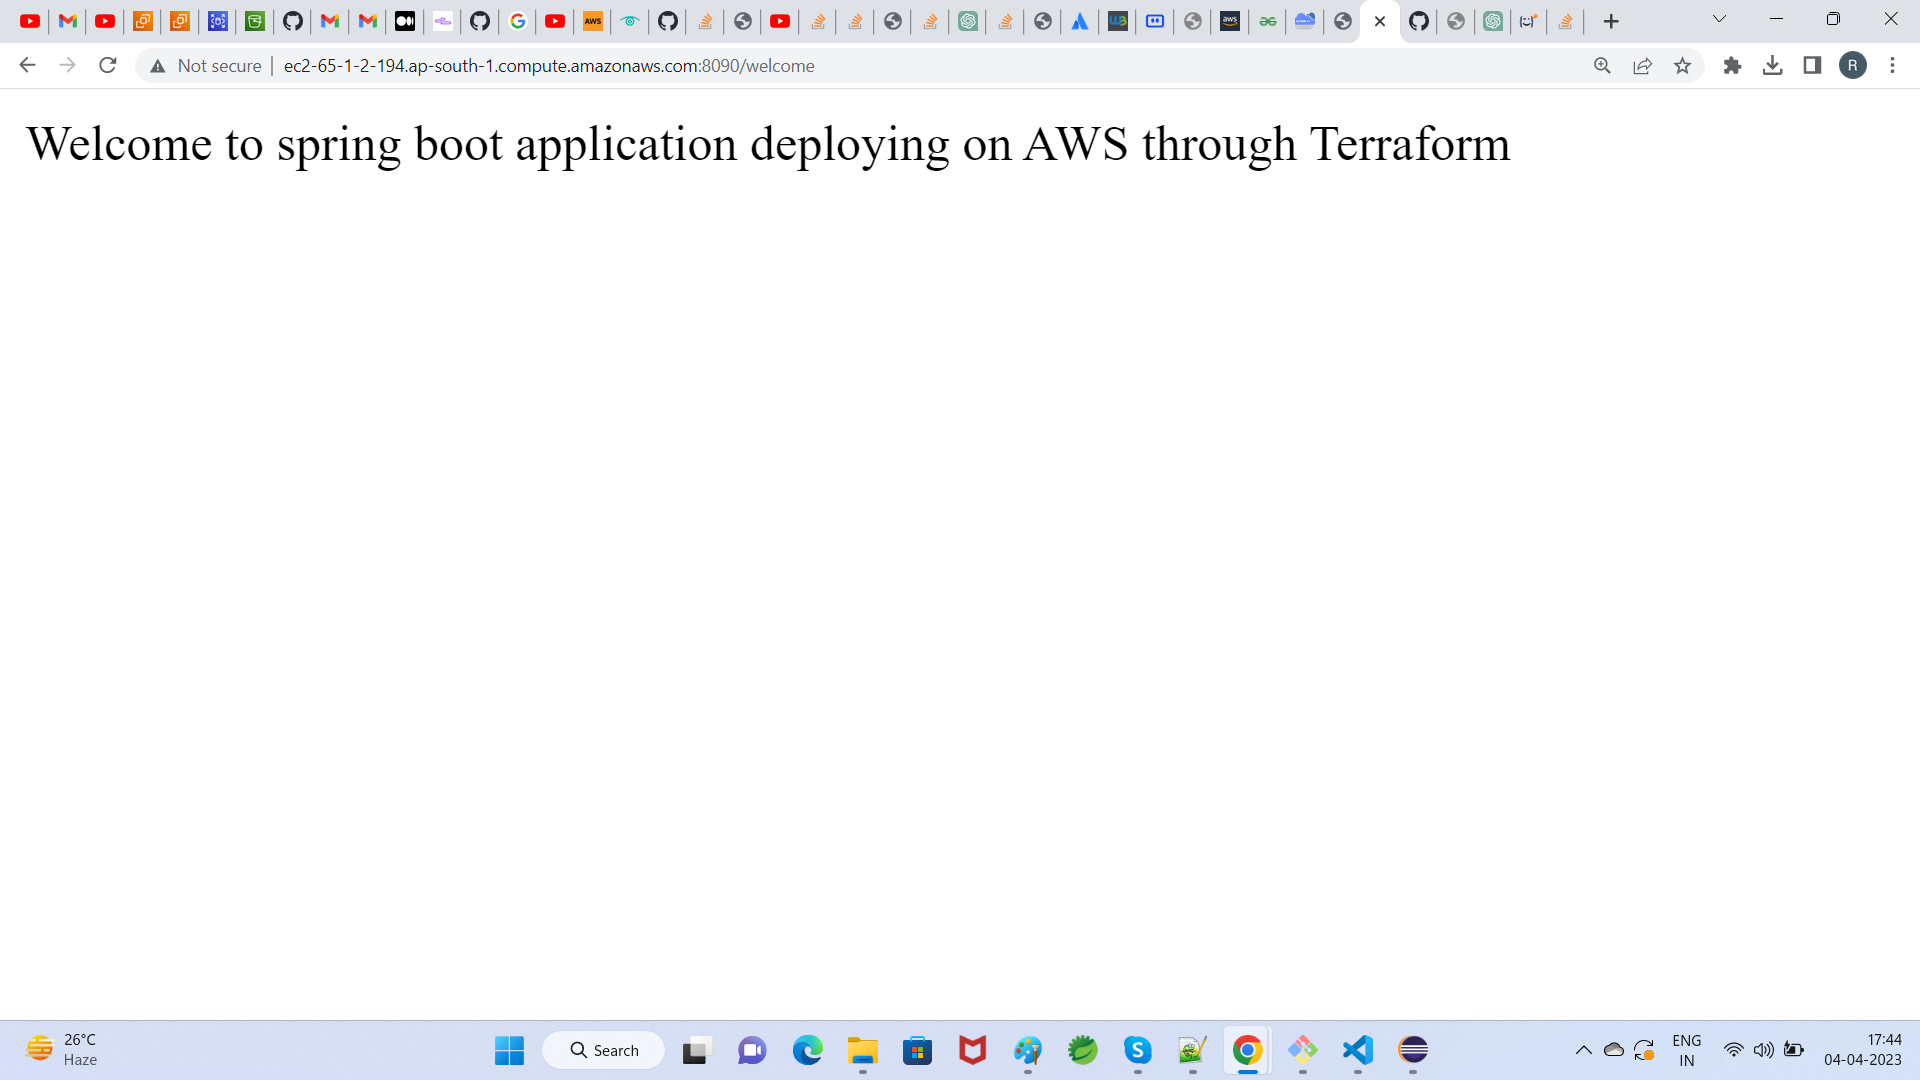 aws
Not secure
ec2-65-1-2-194.ap-south-1.compute.amazonaws.com:8090/welcome
R
Welcome to spring boot application deploying on AWS through Terraform
26°C
Haze
Search
ENG
IN
17:44
04-04-2023